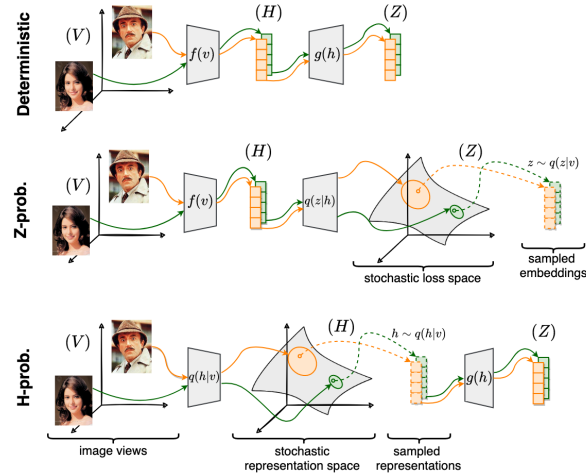 Deterministic
(V)
f(v)
(H)
g(h)
(Z)
Z-prob.
(V)
f(v)
(H)
q(z|h)
(Z)
z ∼ q(z|v)
stochastic loss space
sampled
embeddings
H-prob.
(V)
q(h|v)
(H)
h ∼ q(h|v)
g(h)
(Z)
image views
stochastic
representation space
sampled
representations